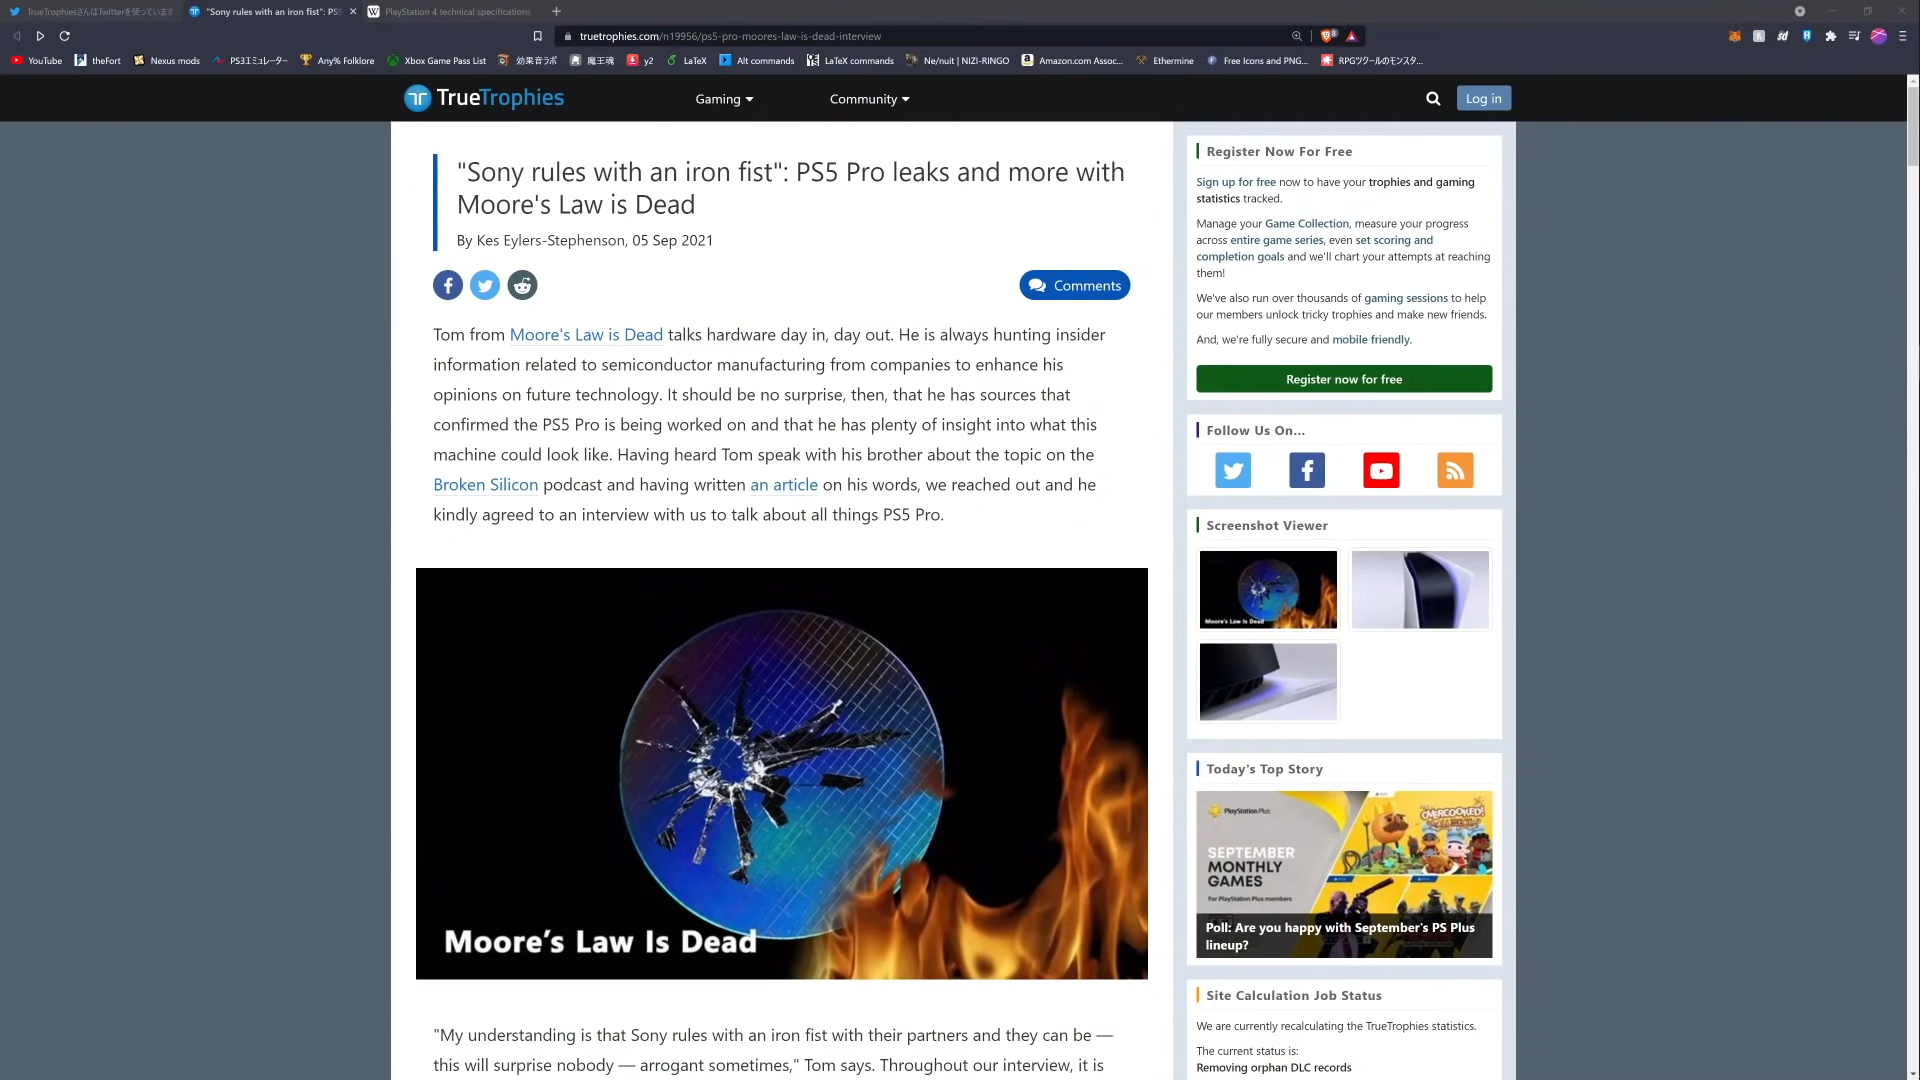 TrueTrophiesさんはTwitterを使っています
"Sony rules with an iron fist": PS5
PlayStation 4 technical specifications
truetrophies.com/n19956/ps5-pro-moores-law-is-dead-interview
YouTube
theFort
Nexus mods
PS3エミュレーター
Any% Folklore
Xbox Game Pass List
効果音ラボ
魔王魂
y2
LaTeX
Alt commands
LaTeX commands
Ne/nuit | NIZI-RINGO
Amazon.com Assoc...
Ethermine
Free Icons and PNG...
RPGツクールのモンスタ...
TrueTrophies
Gaming
Community
Log in
"Sony rules with an iron fist": PS5 Pro leaks and more with
Moore's Law is Dead
By Kes Eylers-Stephenson, 05 Sep 2021
Comments
Tom from Moore's Law is Dead talks hardware day in, day out. He is always hunting insider
information related to semiconductor manufacturing from companies to enhance his
opinions on future technology. It should be no surprise, then, that he has sources that
confirmed the PS5 Pro is being worked on and that he has plenty of insight into what this
machine could look like. Having heard Tom speak with his brother about the topic on the
Broken Silicon podcast and having written an article on his words, we reached out and he
kindly agreed to an interview with us to talk about all things PS5 Pro.
Moore's Law Is Dead
"My understanding is that Sony rules with an iron fist with their partners and they can be —
this will surprise nobody — arrogant sometimes," Tom says. Throughout our interview, it is
Register Now For Free
Sign up for free now to have your trophies and gaming
statistics tracked.
Manage your Game Collection, measure your progress
across entire game series, even set scoring and
completion goals and we'll chart your attempts at reaching
them!
We've also run over thousands of gaming sessions to help
our members unlock tricky trophies and make new friends.
And, we're fully secure and mobile friendly.
Register now for free
Follow Us On...
Screenshot Viewer
Moore's Law Is Dead
Today's Top Story
PlayStation Plus
OVERCOOKED!
SEPTEMBER
MONTHLY
GAMES
For PlayStation Plus members
Poll: Are you happy with September's PS Plus
lineup?
Site Calculation Job Status
We are currently recalculating the TrueTrophies statistics.
The current status is:
Removing orphan DLC records